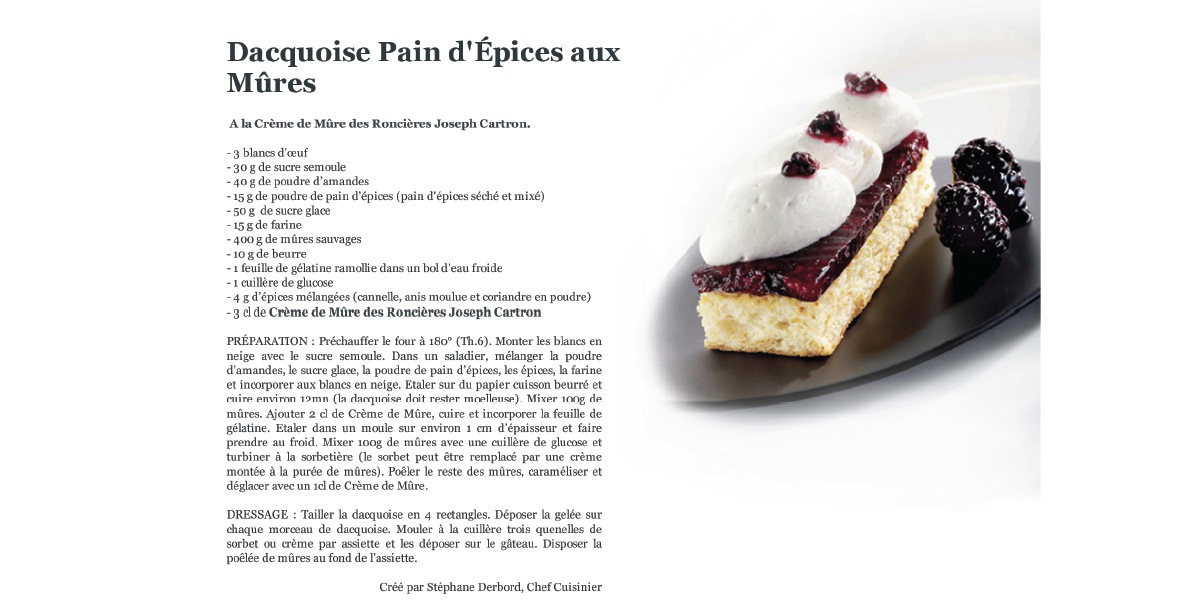 Dacquoise Pain d'Épices aux
Mûres
A la Crème de Mûre des Roncières Joseph Cartron.
- 3 blancs d'œuf
- 30 g de sucre semoule
- 40 g de poudre d'amandes
- 15 g de poudre de pain d'épices (pain d'épices séché et mixé)
- 50 g de sucre glace
- 15 g de farine
- 400 g de mûres sauvages
- 10 g de beurre
- 1 feuille de gélatine ramollie dans un bol d'eau froide
- 1 cuillère de glucose
- 4 g d'épices mélangées (cannelle, anis moulue et coriandre en poudre)
- 3 cl de Crème de Mûre des Roncières Joseph Cartron
PRÉPARATION : Préchauffer le four à 180° (Th.6). Monter les blancs en
neige avec le sucre semoule. Dans un saladier, mélanger la poudre
d'amandes, le sucre glace, la poudre de pain d'épices, les épices, la farine
et incorporer aux blancs en neige. Etaler sur du papier cuisson beurré et
cuire environ 12mn (la dacquoise doit rester moelleuse). Mixer 100g de
mûres. Ajouter 2 cl de Crème de Mûre, cuire et incorporer la feuille de
gélatine. Etaler dans un moule sur environ 1 cm d'épaisseur et faire
prendre au froid. Mixer 100g de mûres avec une cuillère de glucose et
turbiner à la sorbetière (le sorbet peut être remplacé par une crème
montée à la purée de mûres). Poêler le reste des mûres, caraméliser et
déglacer avec un 1cl de Crème de Mûre.
DRESSAGE : Tailler la dacquoise en 4 rectangles. Déposer la gelée sur
chaque morceau de dacquoise. Mouler à la cuillère trois quenelles de
sorbet ou crème par assiette et les déposer sur le gâteau. Disposer la
poêlée de mûres au fond de l'assiette.
Créé par Stéphane Derbord, Chef Cuisinier